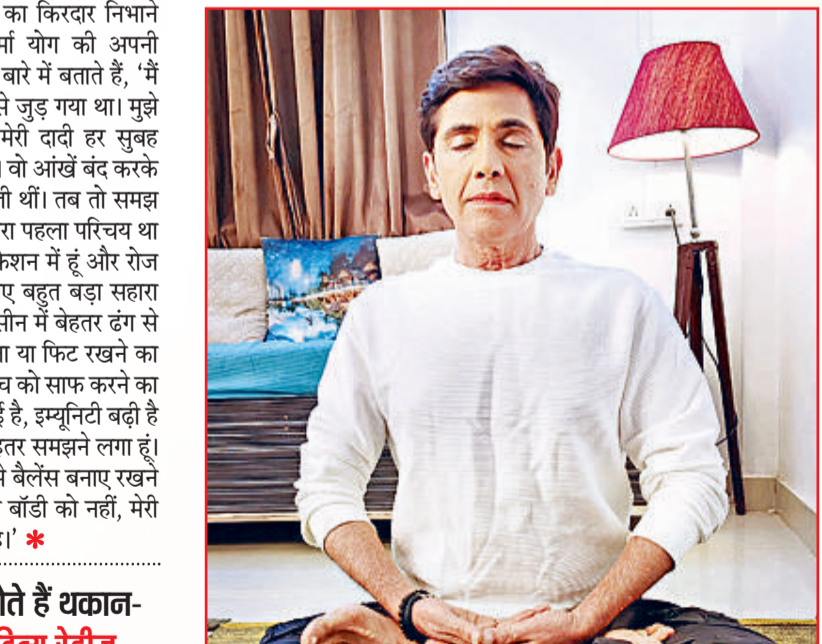 का किरदार निभाने
र्मा योग की अपनी
बारे में बताते हैं, ‘मैं
से जुड़ गया था। मुझे
मेरी दादी हर सुबह
। वो आंखें बंद करके
ती थीं। तब तो समझ
रा पहला परिचय था
केशन में हूं और रोज
ए बहुत बड़ा सहारा
सीन में बेहतर ढंग से
ा या फिट रखने का
च को साफ करने का
ई है, इम्यूनिटी बढ़ी है
हतर समझने लगा हूं।
से बैलेंस बनाए रखने
बॉडी को नहीं, मेरी
है।’ *
ोते हैं थकान-